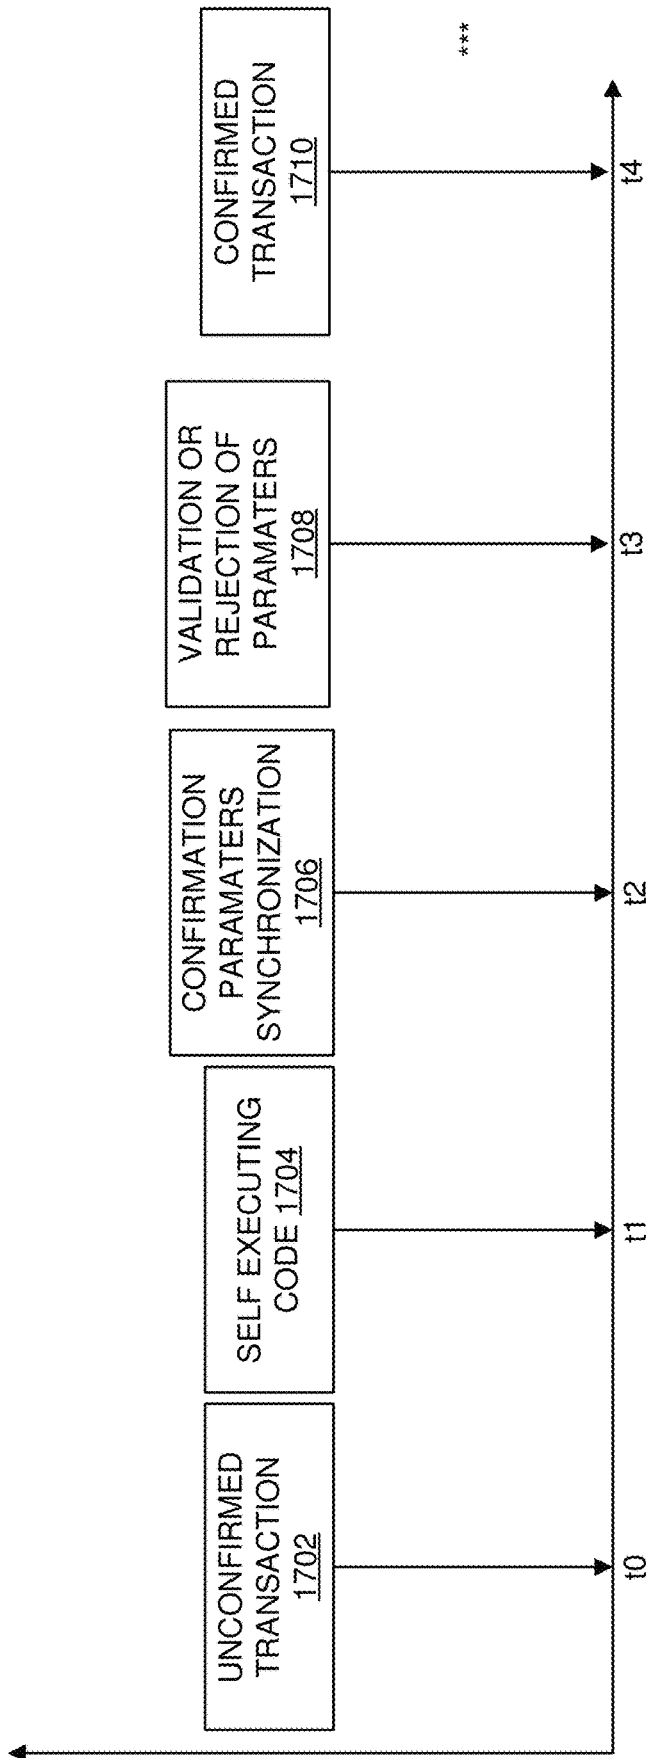 UNCONFIRMED
TRANSACTION
1702
SELF EXECUTING
CODE 1704
CONFIRMATION
PARAMATERS
SYNCHRONIZATION
1706
VALIDATION OR
REJECTION OF
PARAMATERS
1708
CONFIRMED
TRANSACTION
1710
***
t0
t1
t2
t3
t4